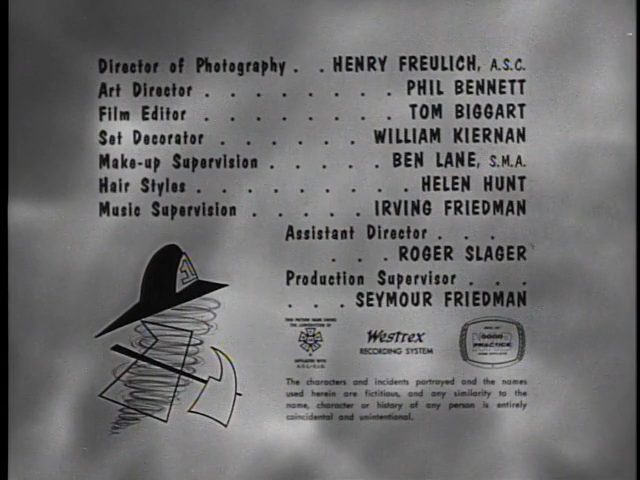 Director of Photography . . HENRY FREULICH, A.S.C.
Art Director . . . . . . . . PHIL BENNETT
Film Editor . . . . . . . . . TOM BIGGART
Set Decorator . . . . . . WILLIAM KIERNAN
Make-up Supervision . . . . . BEN LANE, S.M.A.
Hair Styles . . . . . . . . . HELEN HUNT
Music Supervision . . . . . IRVING FRIEDMAN
Assistant Director . . .
. . . ROGER SLAGER
Production Supervisor . . .
. . . SEYMOUR FRIEDMAN
1
Westrex
RECORDING SYSTEM
GOOD
PRACTICE
The characters and incidents portrayed and the names
used herein are fictitious, and any similarity to the
name, character or history of any person is entirely
coincidental and unintentional.